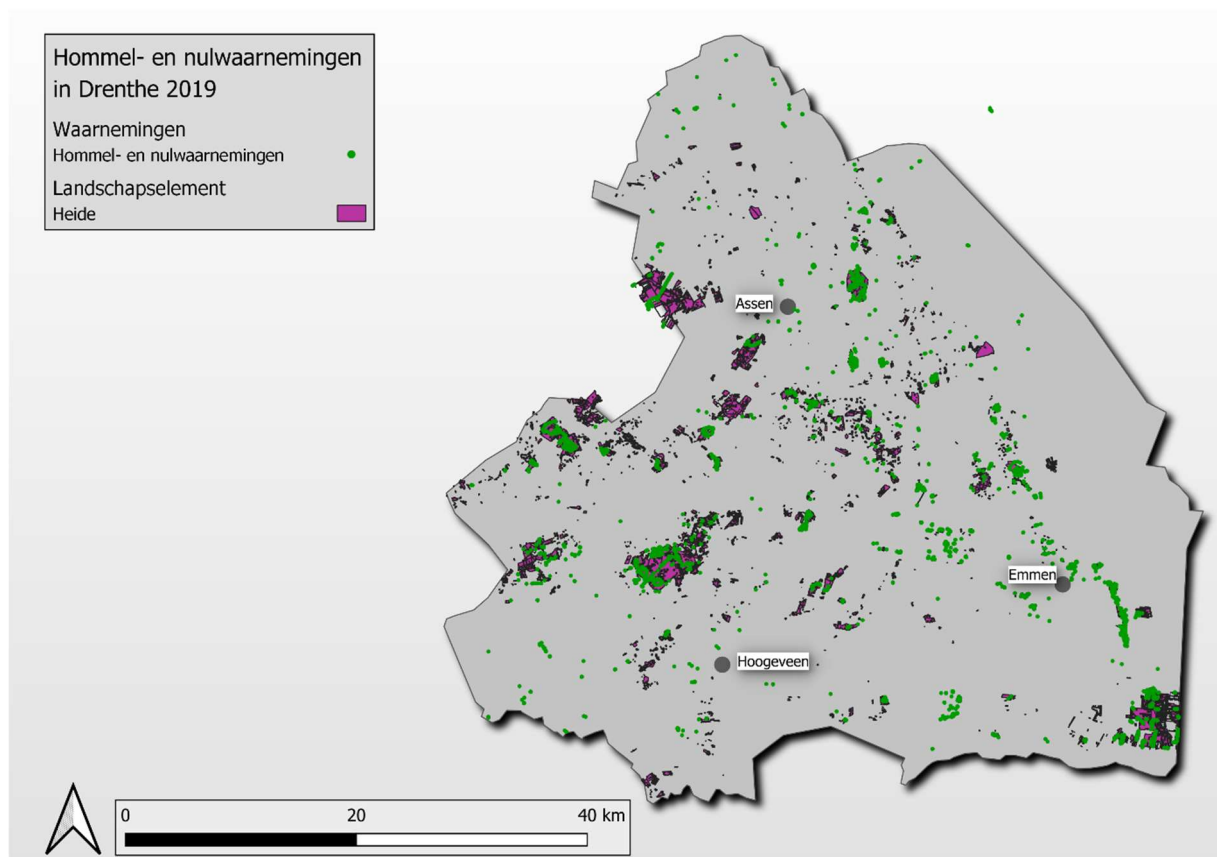 Hommel- en nulwaarnemingen
in Drenthe 2019
Waarnemingen
Hommel- en nulwaarnemingen
Landschapselement
Heide
Assen
Emmen
Hoogeveen
0 20 40 km